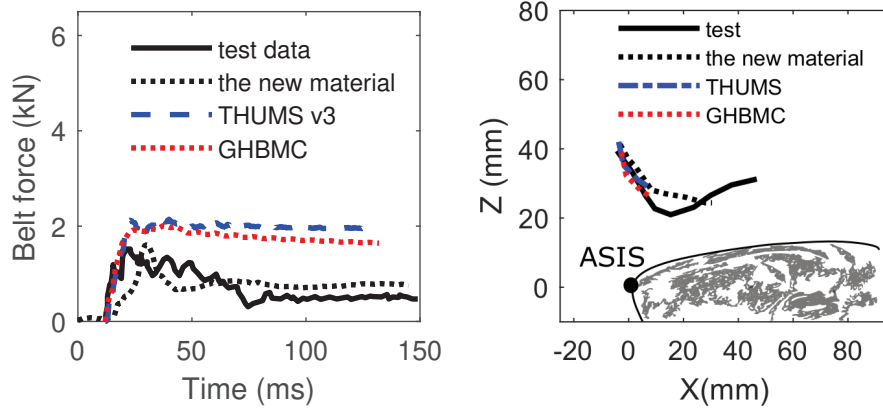 6
4
2
0
Belt force (kN)
test data
the new material
THUMS v3
GHBMC
0
50
100
150
Time (ms)
80
60
40
20
0
Z (mm)
test
the new material
THUMS
GHBMC
ASIS
-20
0
20
40
60
80
X(mm)